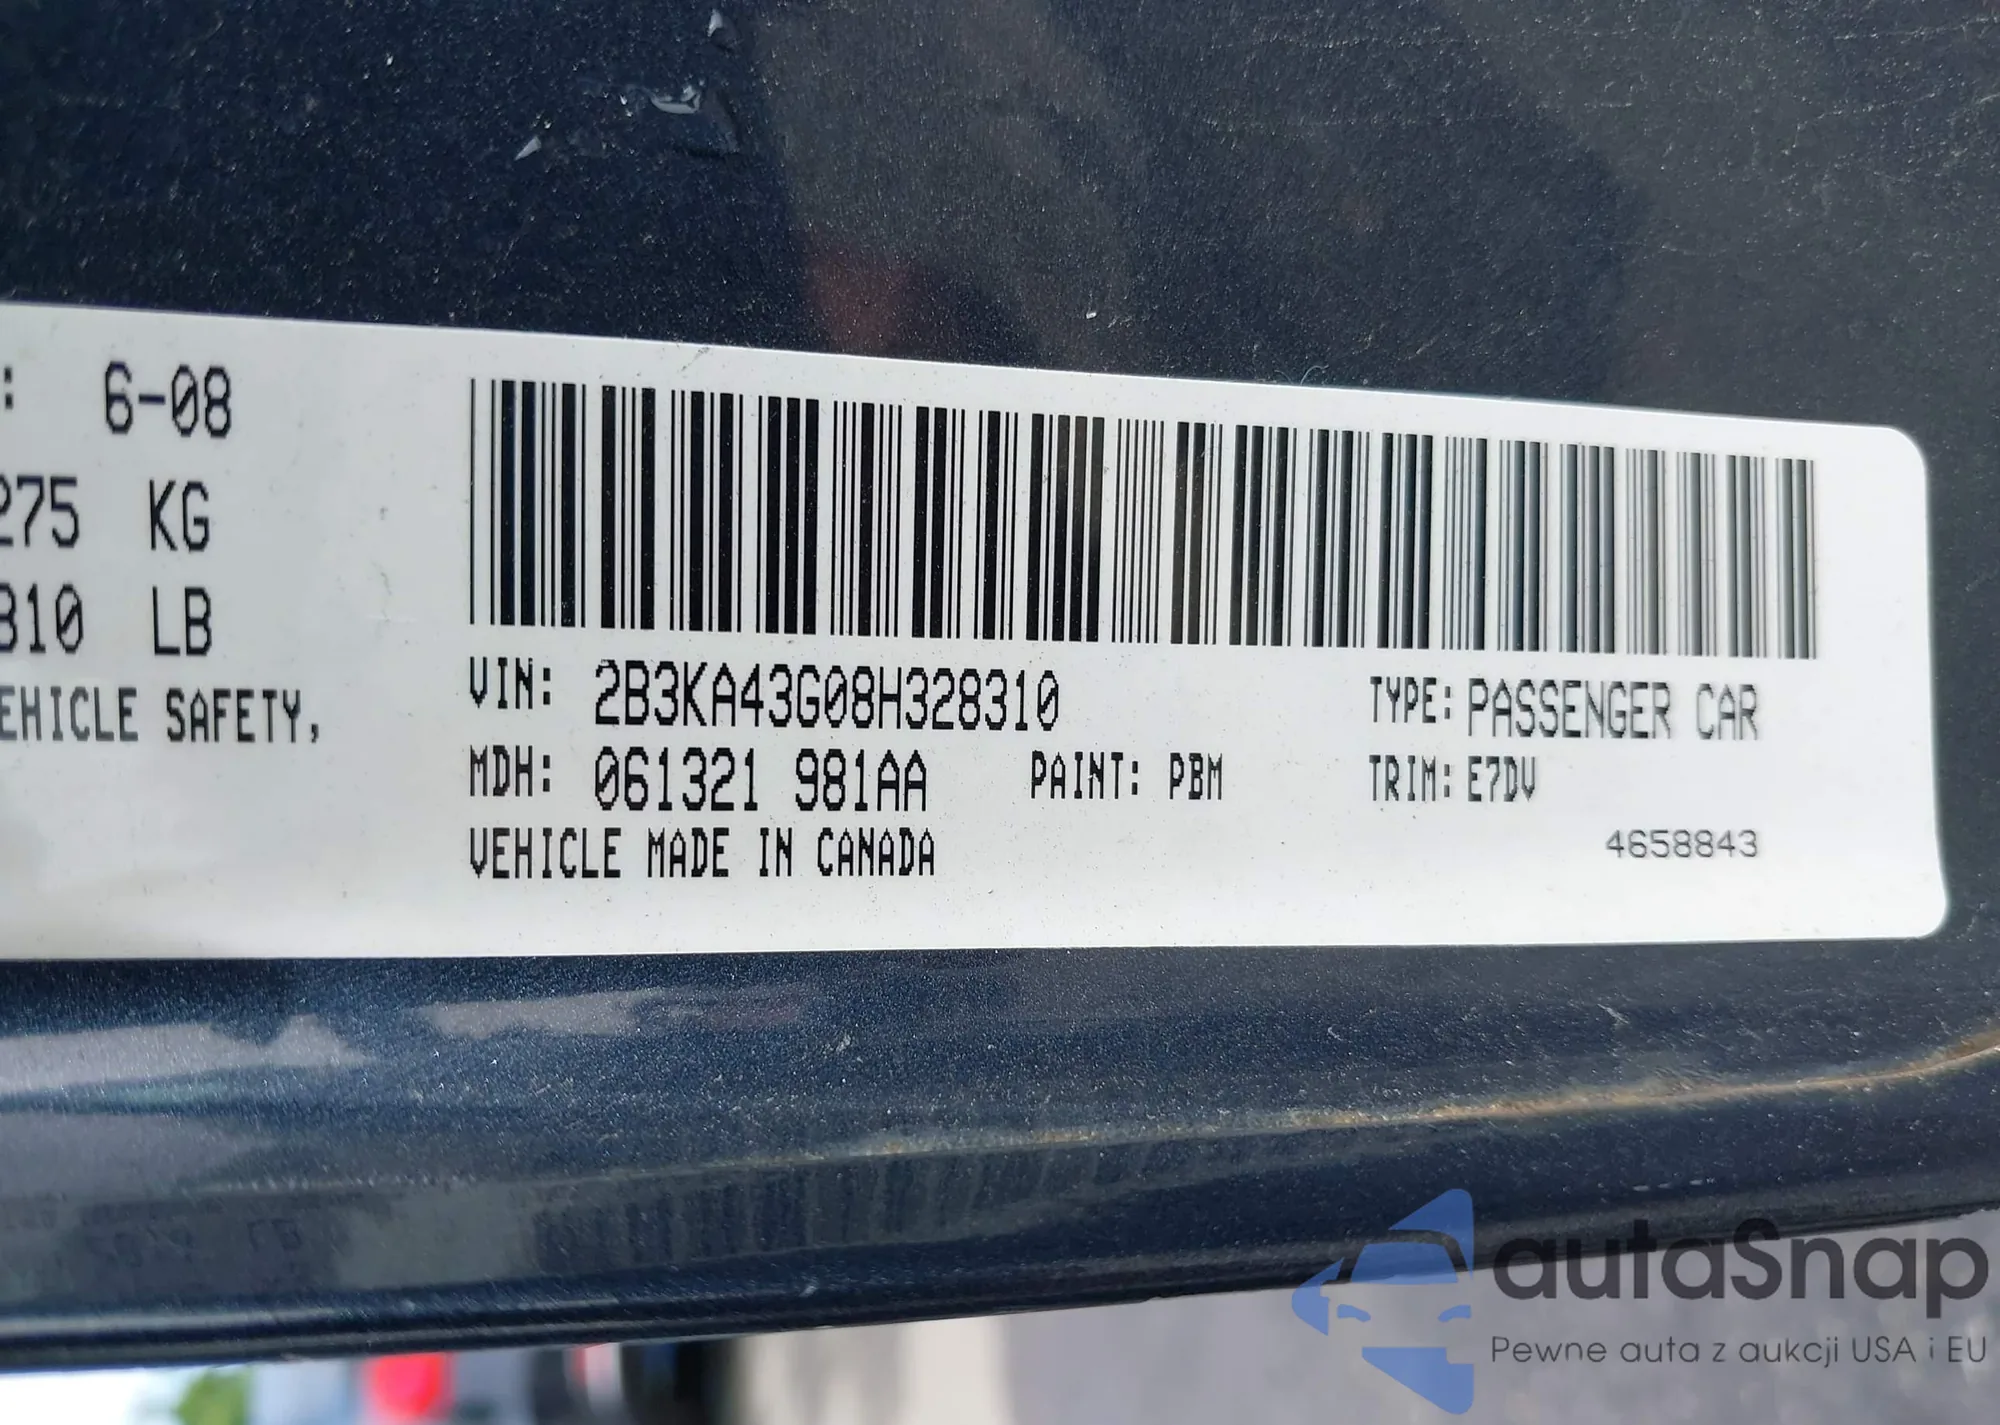 : 6-08
275 KG
310 LB
EHICLE SAFETY,
VIN: 2B3KA43G08H328310
TYPE: PASSENGER CAR
MDH: 061321 981AA
PAINT: PBM
TRIM: E7DV
VEHICLE MADE IN CANADA
4658843
autaSnap
Pewne auta z aukcji USA i EU